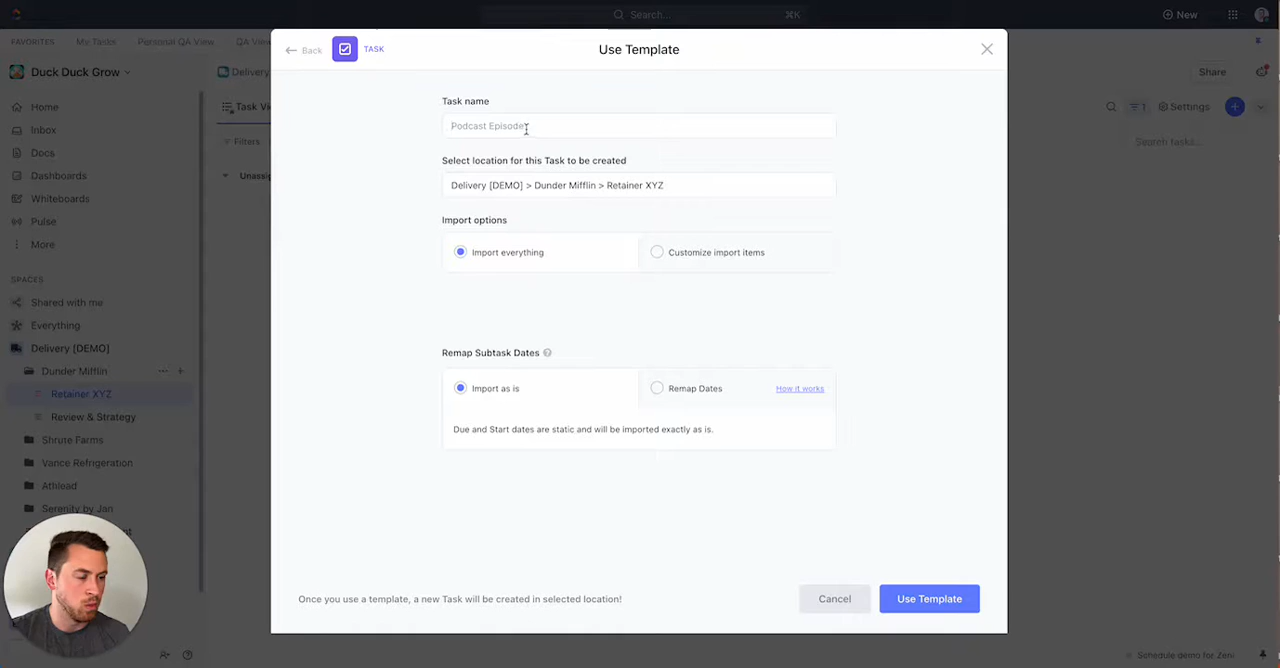 Search...
⌘K
New
FAVORITES
My Tasks
Personal QA View
QA View
Duck Duck Grow
Home
Inbox
Docs
Dashboards
Whiteboards
Pulse
More
SPACES
Shared with me
Everything
Delivery [DEMO]
Dunder Mifflin
Retainer XYZ
Review & Strategy
Shrute Farms
Vance Refrigeration
Athlead
Serenity by Jan
Delivery
Share
Task Vi
1
Settings
Filters
Search tasks...
Unassig
Back
TASK
Use Template
Task name
Podcast Episode
Select location for this Task to be created
Delivery [DEMO] > Dunder Mifflin > Retainer XYZ
Import options
Import everything
Customize import items
Remap Subtask Dates
Import as is
Remap Dates
How it works
Due and Start dates are static and will be imported exactly as is.
Once you use a template, a new Task will be created in selected location!
Cancel
Use Template
Schedule demo for Zero